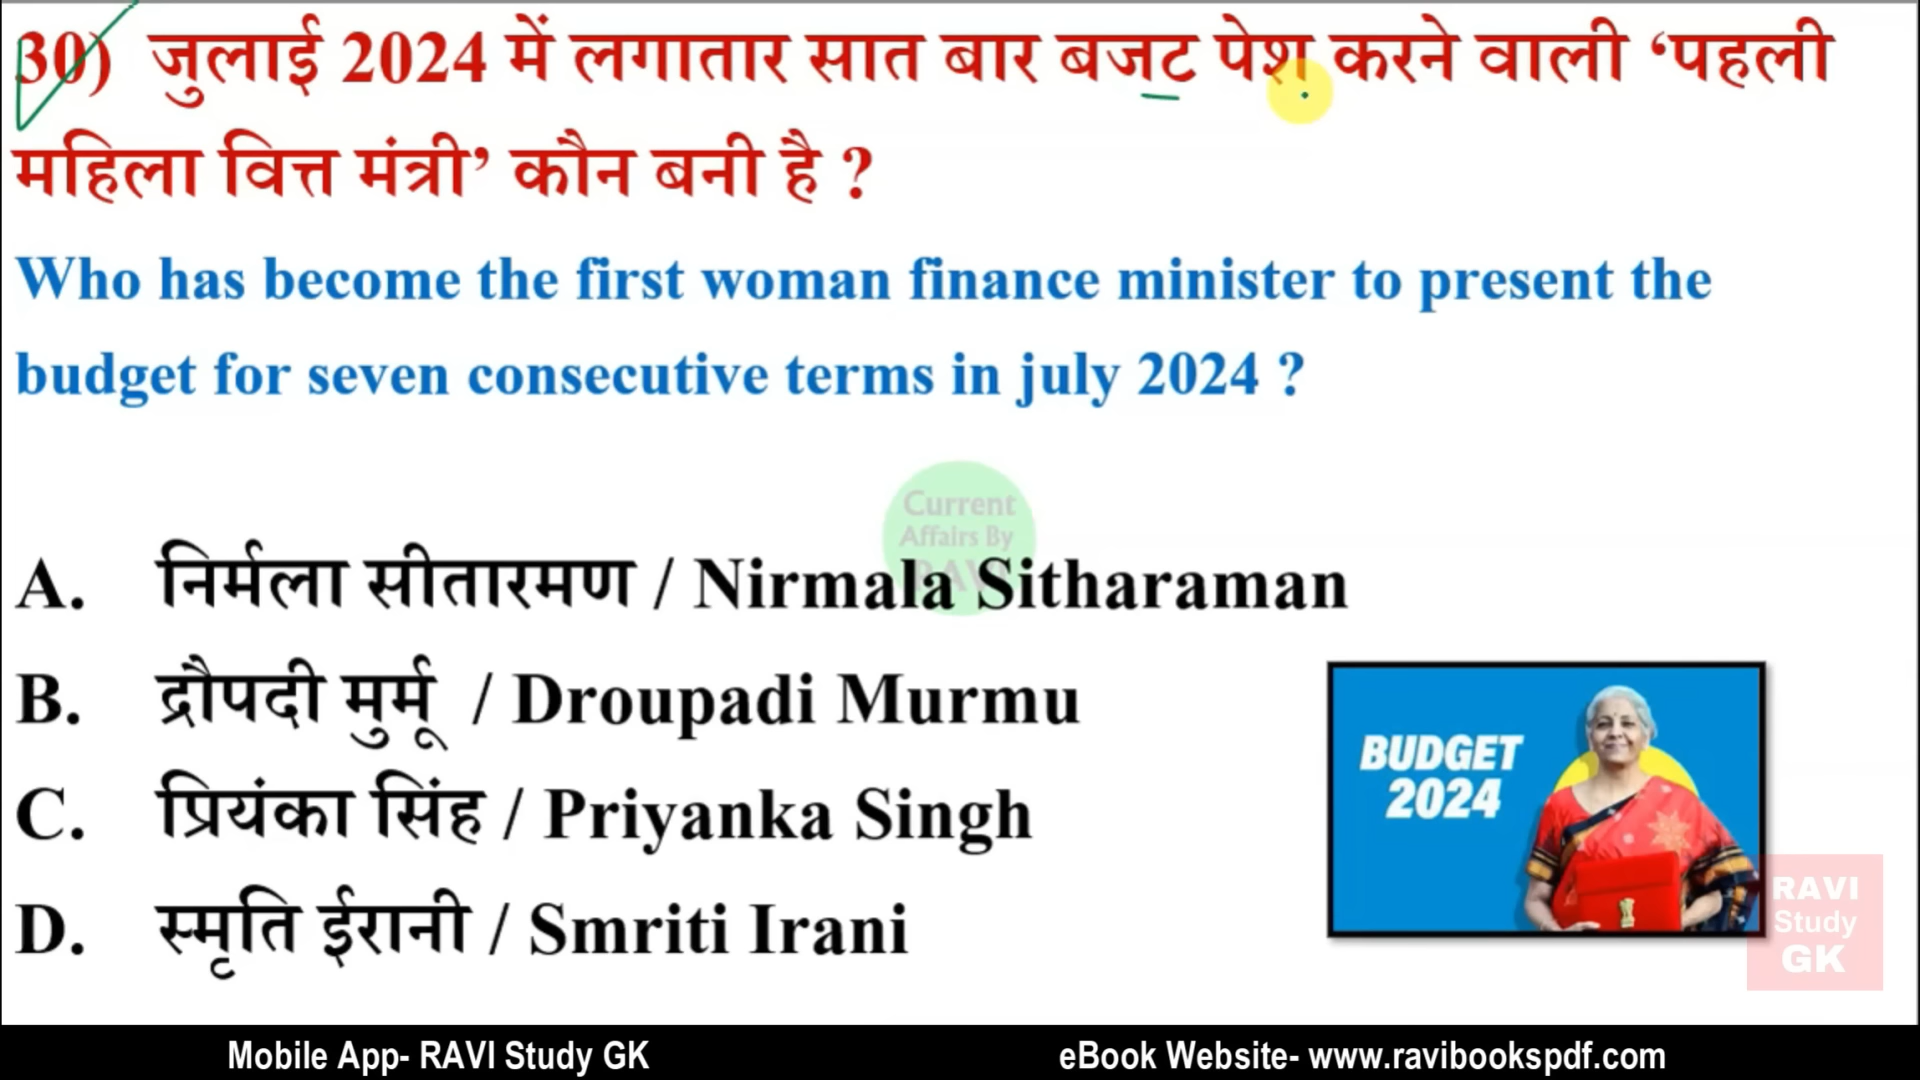 30) जुलाई 2024 में लगातार सात बार बजट पेश करने वाली ‘पहली
महिला वित्त मंत्री’ कौन बनी है ?
Who has become the first woman finance minister to present the
budget for seven consecutive terms in july 2024 ?
Current
Affairs By
RAVI
A. निर्मला सीतारमण / Nirmala Sitharaman
B. द्रौपदी मुर्मू / Droupadi Murmu
C. प्रियंका सिंह / Priyanka Singh
D. स्मृति ईरानी / Smriti Irani
BUDGET
2024
RAVI
Study
GK
Mobile App- RAVI Study GK
eBook Website- www.ravibookspdf.com